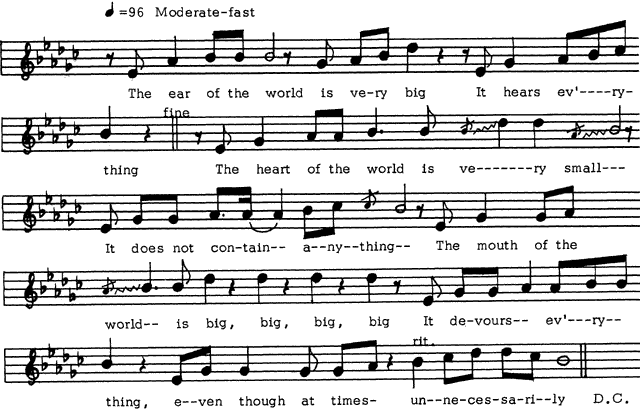 ♩=96 Moderate-fast
The ear of the world is ve-ry big It hears ev'----ry-
fine
thing The heart of the world is ve-------ry small---
It does not con-tain-- a--ny--thing-- The mouth of the
world-- is big, big, big, big It de-vours-- ev'---ry--
rit.
thing, e--ven though at times- un--ne-ces-sa-ri--ly D.C.